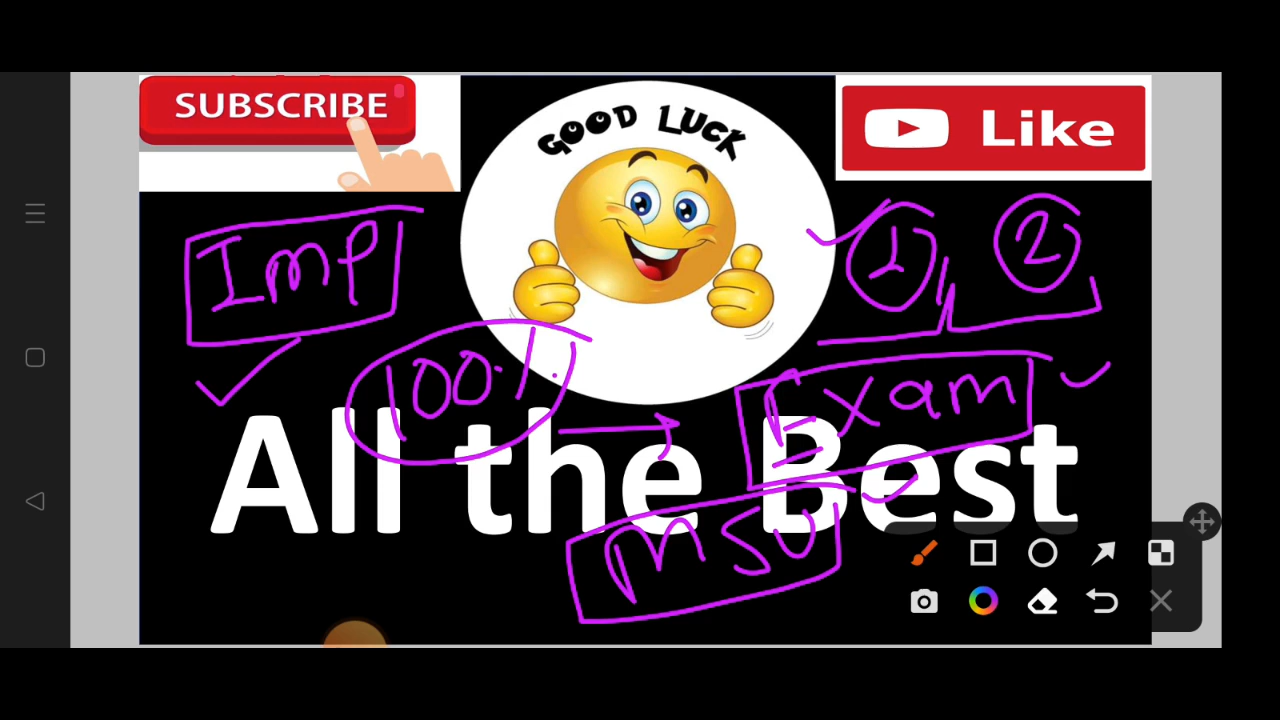 SUBSCRIBE
GOOD LUCK
Like
Imp
1, 2
100%
Exam
All the Best
MSU